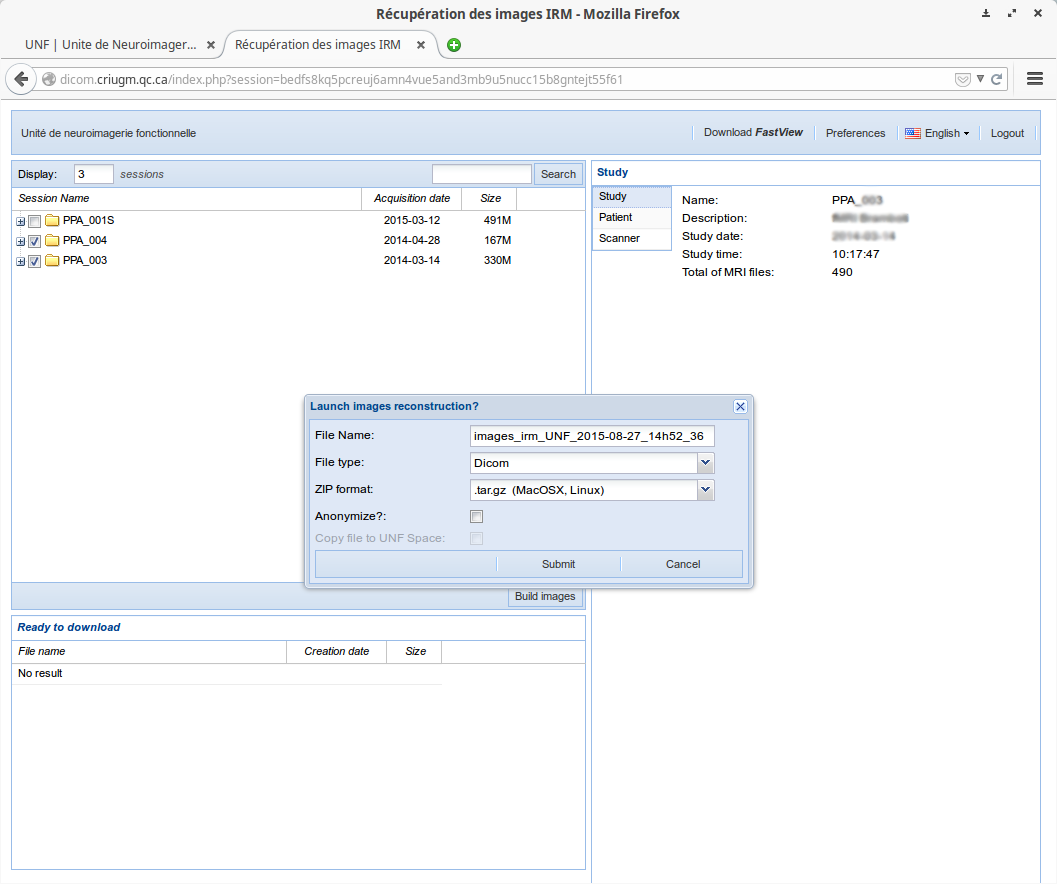 Récupération des images IRM - Mozilla Firefox
UNF | Unite de Neuroimager... Récupération des images IRM
dicom.criugm.qc.ca/index.php?session=bedfs8kq5pcreuj6amn4vue5and3mb9u5nucc15b8gntejt55f61
Unité de neuroimagerie fonctionnelle Download FastView Preferences English Logout
Display: 3 sessions Search
Session Name Acquisition date Size
PPA_001S 2015-03-12 491M
PPA_004 2014-04-28 167M
PPA_003 2014-03-14 330M
Study
Study
Patient
Scanner
Name: PPA_003
Description:
Study date: 2014-03-14
Study time: 10:17:47
Total of MRI files: 490
Launch images reconstruction?
File Name: images_irm_UNF_2015-08-27_14h52_36
File type: Dicom
ZIP format: .tar.gz (MacOSX, Linux)
Anonymize?:
Copy file to UNF Space:
Submit Cancel
Build images
Ready to download
File name Creation date Size
No result